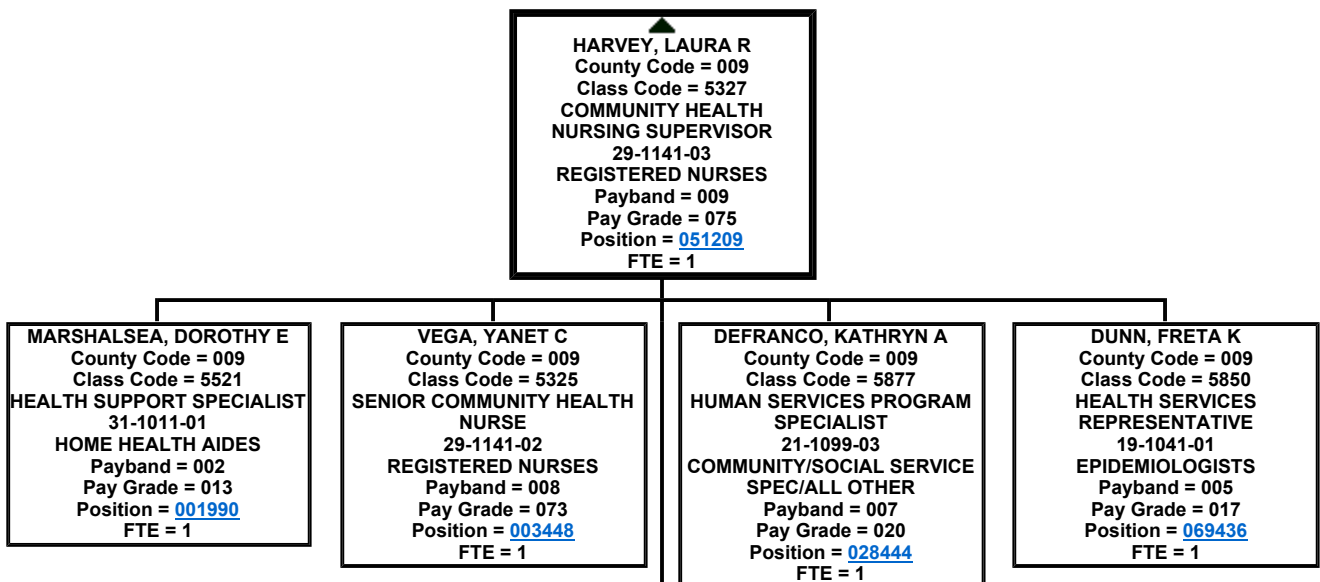 HARVEY, LAURA R
County Code = 009
Class Code = 5327
COMMUNITY HEALTH
NURSING SUPERVISOR
29-1141-03
REGISTERED NURSES
Payband = 009
Pay Grade = 075
Position = 051209
FTE = 1
MARSHALSEA, DOROTHY E
County Code = 009
Class Code = 5521
HEALTH SUPPORT SPECIALIST
31-1011-01
HOME HEALTH AIDES
Payband = 002
Pay Grade = 013
Position = 001990
FTE = 1
VEGA, YANET C
County Code = 009
Class Code = 5325
SENIOR COMMUNITY HEALTH
NURSE
29-1141-02
REGISTERED NURSES
Payband = 008
Pay Grade = 073
Position = 003448
FTE = 1
DEFRANCO, KATHRYN A
County Code = 009
Class Code = 5877
HUMAN SERVICES PROGRAM
SPECIALIST
21-1099-03
COMMUNITY/SOCIAL SERVICE
SPEC/ALL OTHER
Payband = 007
Pay Grade = 020
Position = 028444
FTE = 1
DUNN, FRETA K
County Code = 009
Class Code = 5850
HEALTH SERVICES
REPRESENTATIVE
19-1041-01
EPIDEMIOLOGISTS
Payband = 005
Pay Grade = 017
Position = 069436
FTE = 1